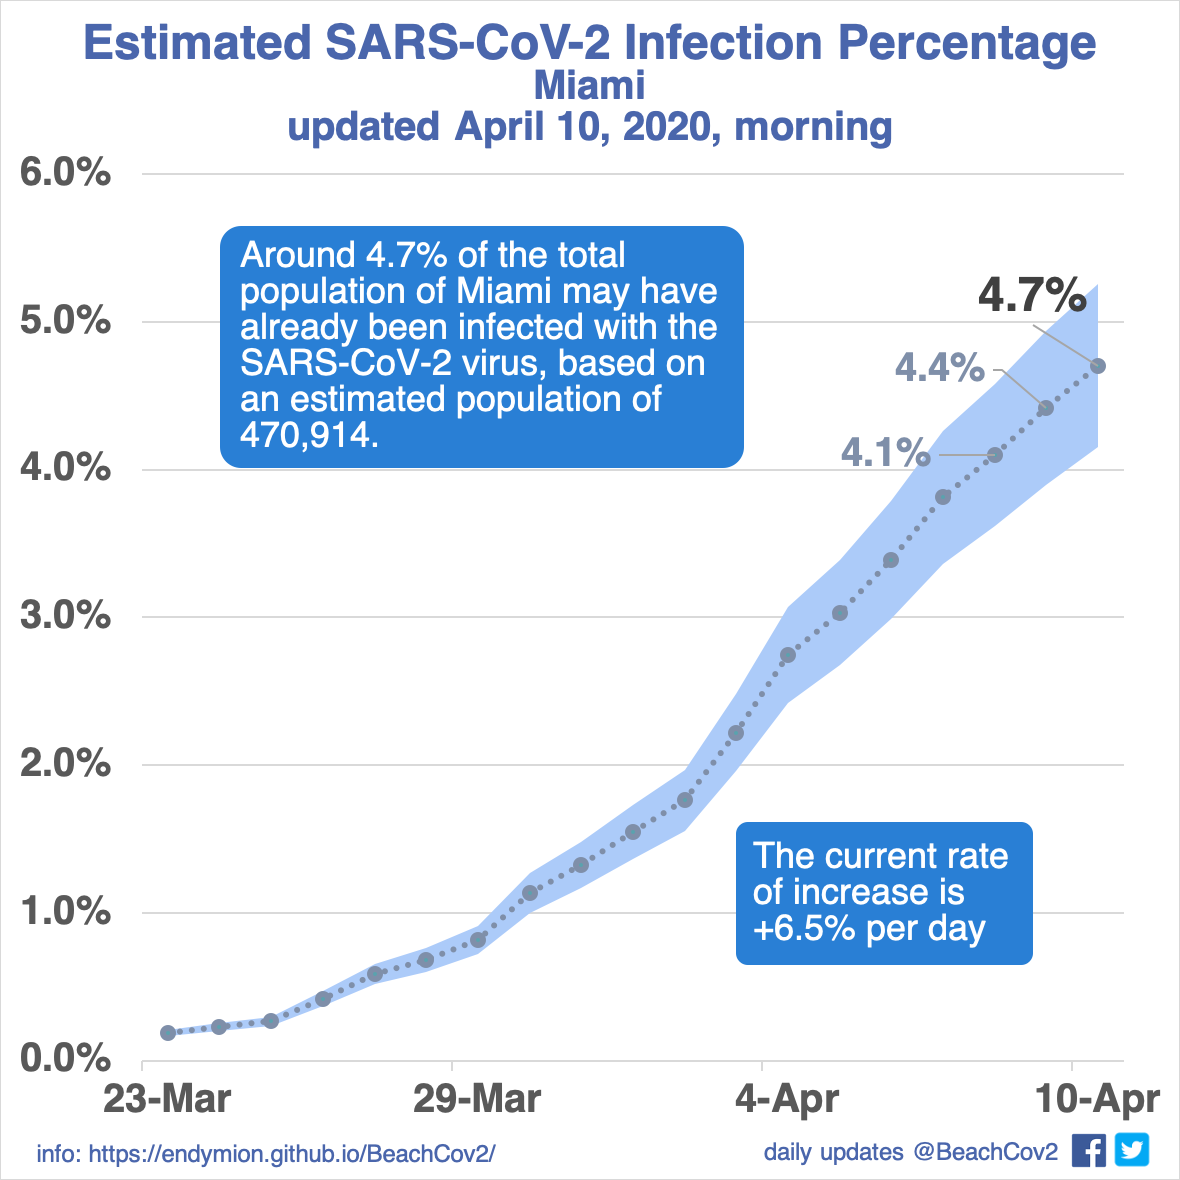 Estimated SARS-CoV-2 Infection Percentage
Miami
updated April 10, 2020, morning
6.0%
5.0%
4.0%
3.0%
2.0%
1.0%
0.0%
Around 4.7% of the total
population of Miami may have
already been infected with the
SARS-CoV-2 virus, based on
an estimated population of
470,914.
4.7%
4.4%
4.1%
The current rate
of increase is
+6.5% per day
23-Mar
29-Mar
4-Apr
10-Apr
info: https://endymion.github.io/BeachCov2/
daily updates @BeachCov2